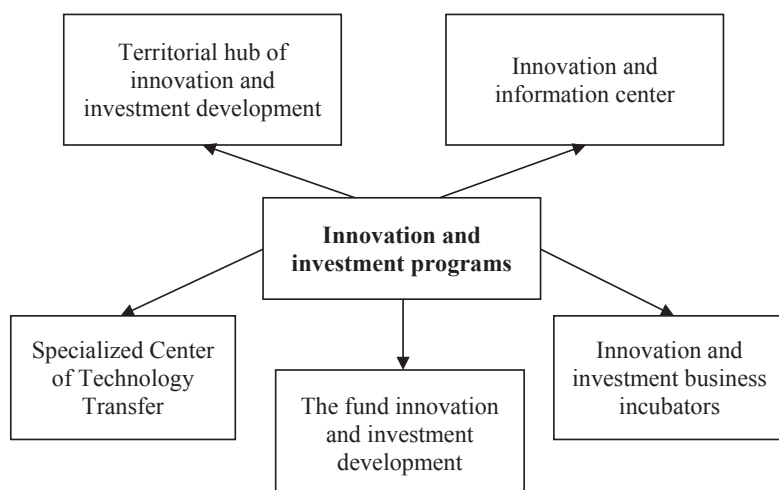 Territorial hub of
innovation and
investment development
Innovation and
information center
Innovation and
investment programs
Specialized Center
of Technology
Transfer
The fund innovation
and investment
development
Innovation and
investment business
incubators